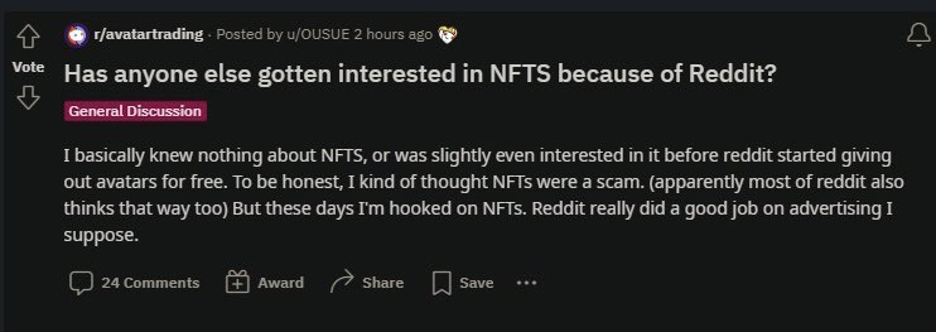 r/avatartrading · Posted by u/OUSUE 2 hours ago
Vote
Has anyone else gotten interested in NFTS because of Reddit?
General Discussion
I basically knew nothing about NFTS, or was slightly even interested in it before reddit started giving
out avatars for free. To be honest, I kind of thought NFTs were a scam. (apparently most of reddit also
thinks that way too) But these days I'm hooked on NFTs. Reddit really did a good job on advertising I
suppose.
24 Comments Award Share Save